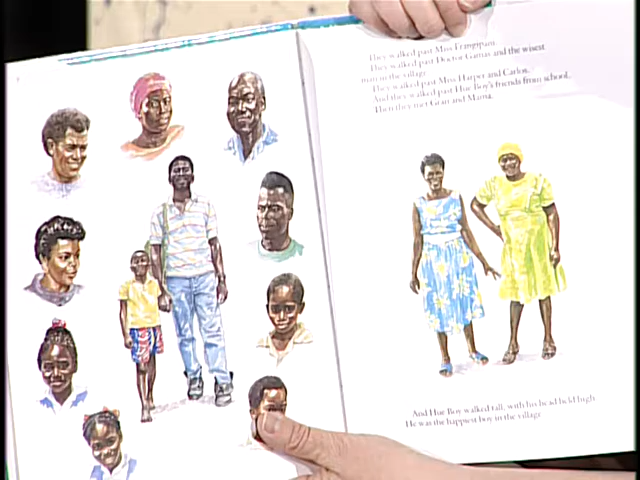 They walked past Miss Frangipani.
They walked past Doctor Gamas and the wisest
man in the village.
They walked past Miss Harper and Carlos.
And they walked past Hue Boy's friends from school.
Then they met Gran and Mama.
And Hue Boy walked tall, with his head held high.
He was the happiest boy in the village.